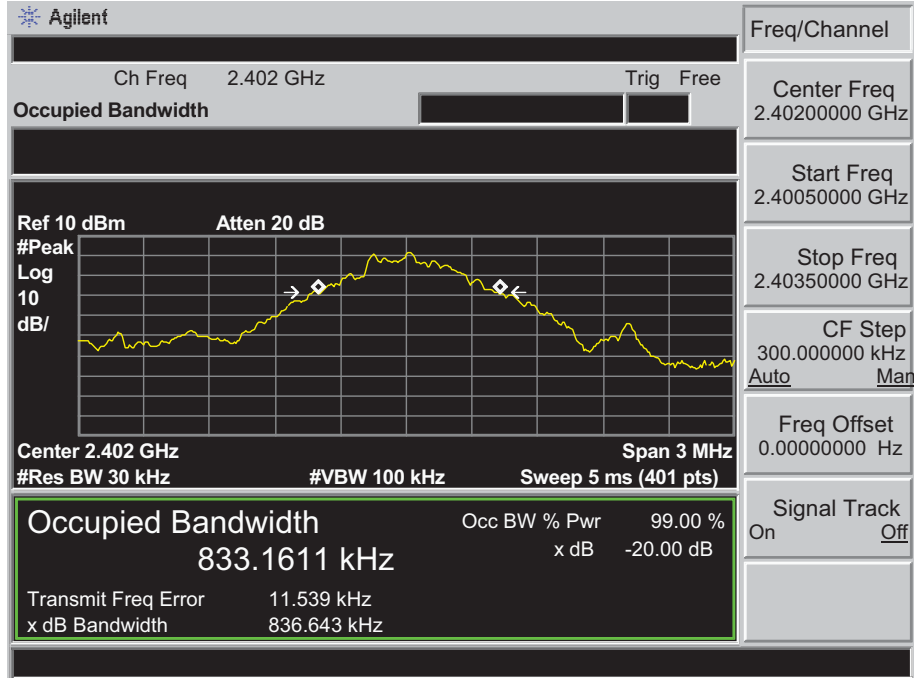 Agilent
Freq/Channel
Ch Freq 2.402 GHz Trig Free
Occupied Bandwidth
Center Freq
2.40200000 GHz
Start Freq
2.40050000 GHz
Stop Freq
2.40350000 GHz
CF Step
300.000000 kHz
Auto Man
Freq Offset
0.00000000 Hz
Signal Track
On Off
Ref 10 dBm Atten 20 dB
#Peak
Log
10
dB/
Center 2.402 GHz Span 3 MHz
#Res BW 30 kHz #VBW 100 kHz Sweep 5 ms (401 pts)
Occupied Bandwidth Occ BW % Pwr 99.00 %
833.1611 kHz x dB -20.00 dB
Transmit Freq Error 11.539 kHz
x dB Bandwidth 836.643 kHz